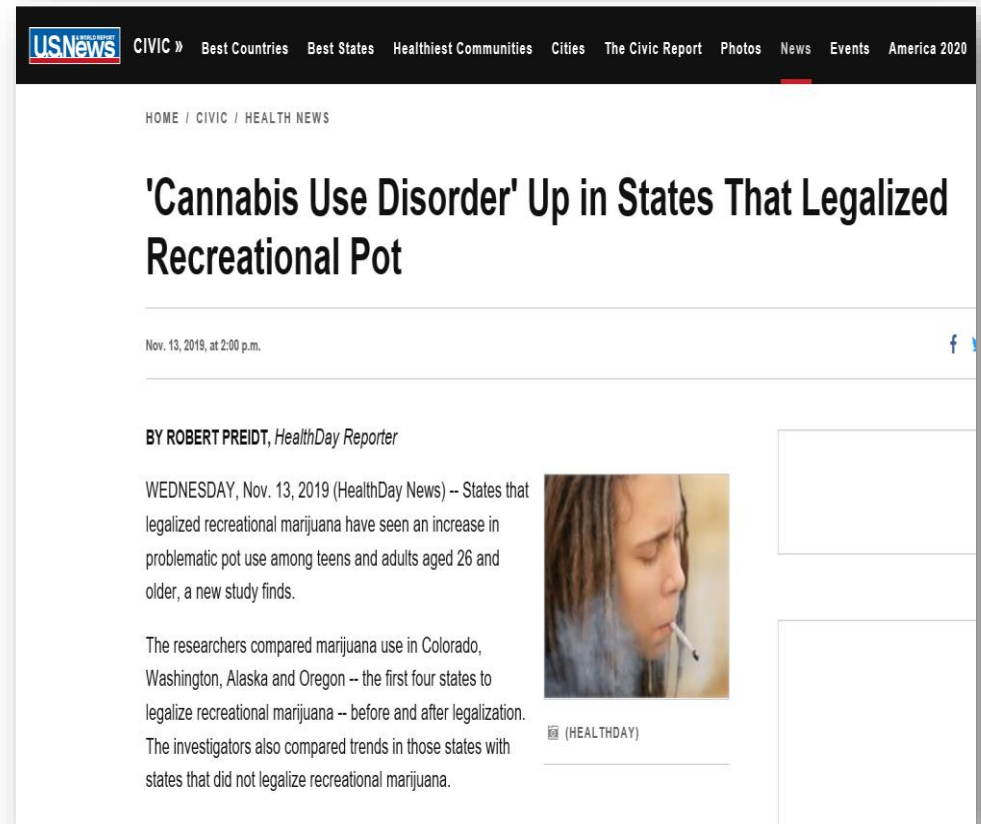 U.S.News & WORLD REPORT CIVIC » Best Countries Best States Healthiest Communities Cities The Civic Report Photos News Events America 2020
HOME / CIVIC / HEALTH NEWS
'Cannabis Use Disorder' Up in States That Legalized
Recreational Pot
Nov. 13, 2019, at 2:00 p.m.
BY ROBERT PREIDT, HealthDay Reporter
WEDNESDAY, Nov. 13, 2019 (HealthDay News) -- States that
legalized recreational marijuana have seen an increase in
problematic pot use among teens and adults aged 26 and
older, a new study finds.
The researchers compared marijuana use in Colorado,
Washington, Alaska and Oregon -- the first four states to
legalize recreational marijuana -- before and after legalization.
The investigators also compared trends in those states with
states that did not legalize recreational marijuana.
(HEALTHDAY)